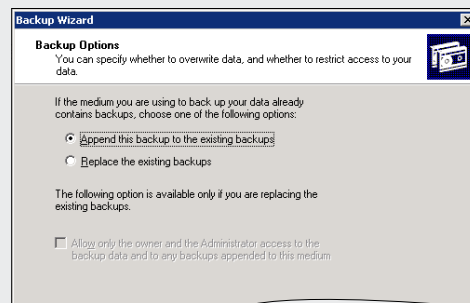 Backup Wizard
Backup Options
You can specify whether to overwrite data, and whether to restrict access to your
data.
If the medium you are using to back up your data already
contains backups, choose one of the following options:
Append this backup to the existing backups
Replace the existing backups
The following option is available only if you are replacing the
existing backups.
Allow only the owner and the Administrator access to the
backup data and to any backups appended to this medium